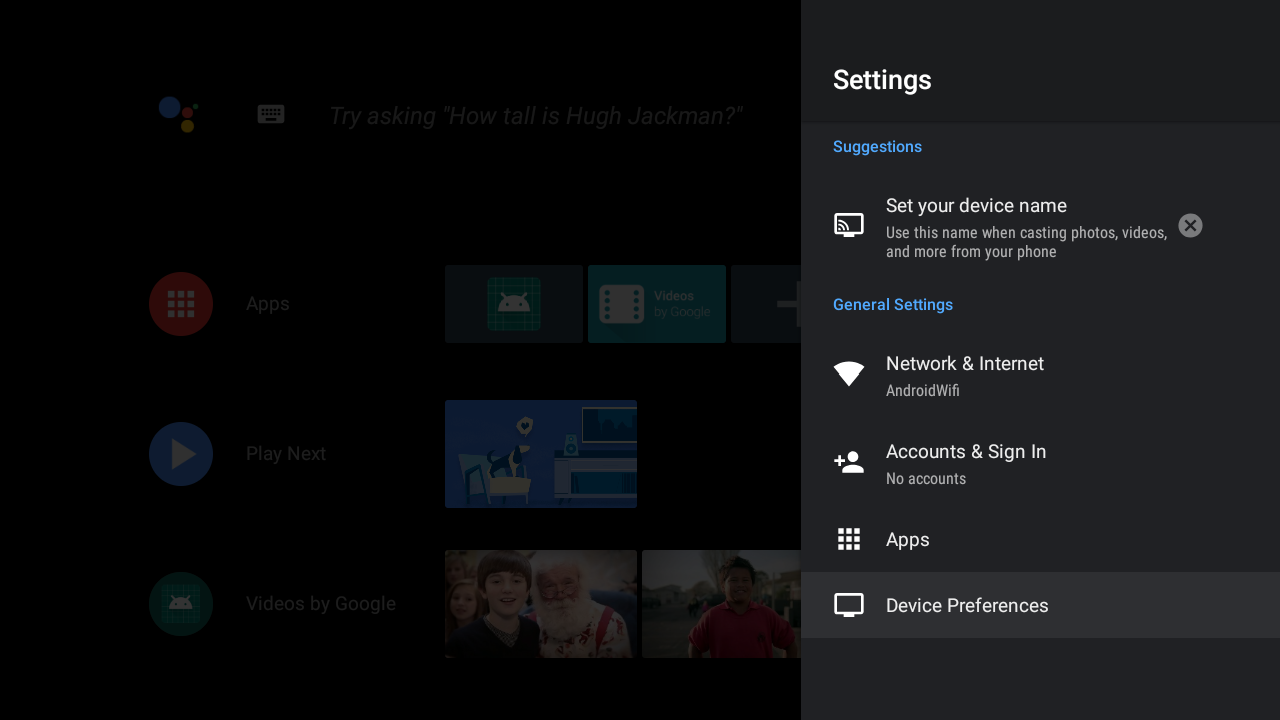 Try asking "How tall is Hugh Jackman?"
Apps
Videos
by Google
Play Next
Videos by Google
Settings
Suggestions
Set your device name
Use this name when casting photos, videos,
and more from your phone
General Settings
Network & Internet
AndroidWifi
Accounts & Sign In
No accounts
Apps
Device Preferences